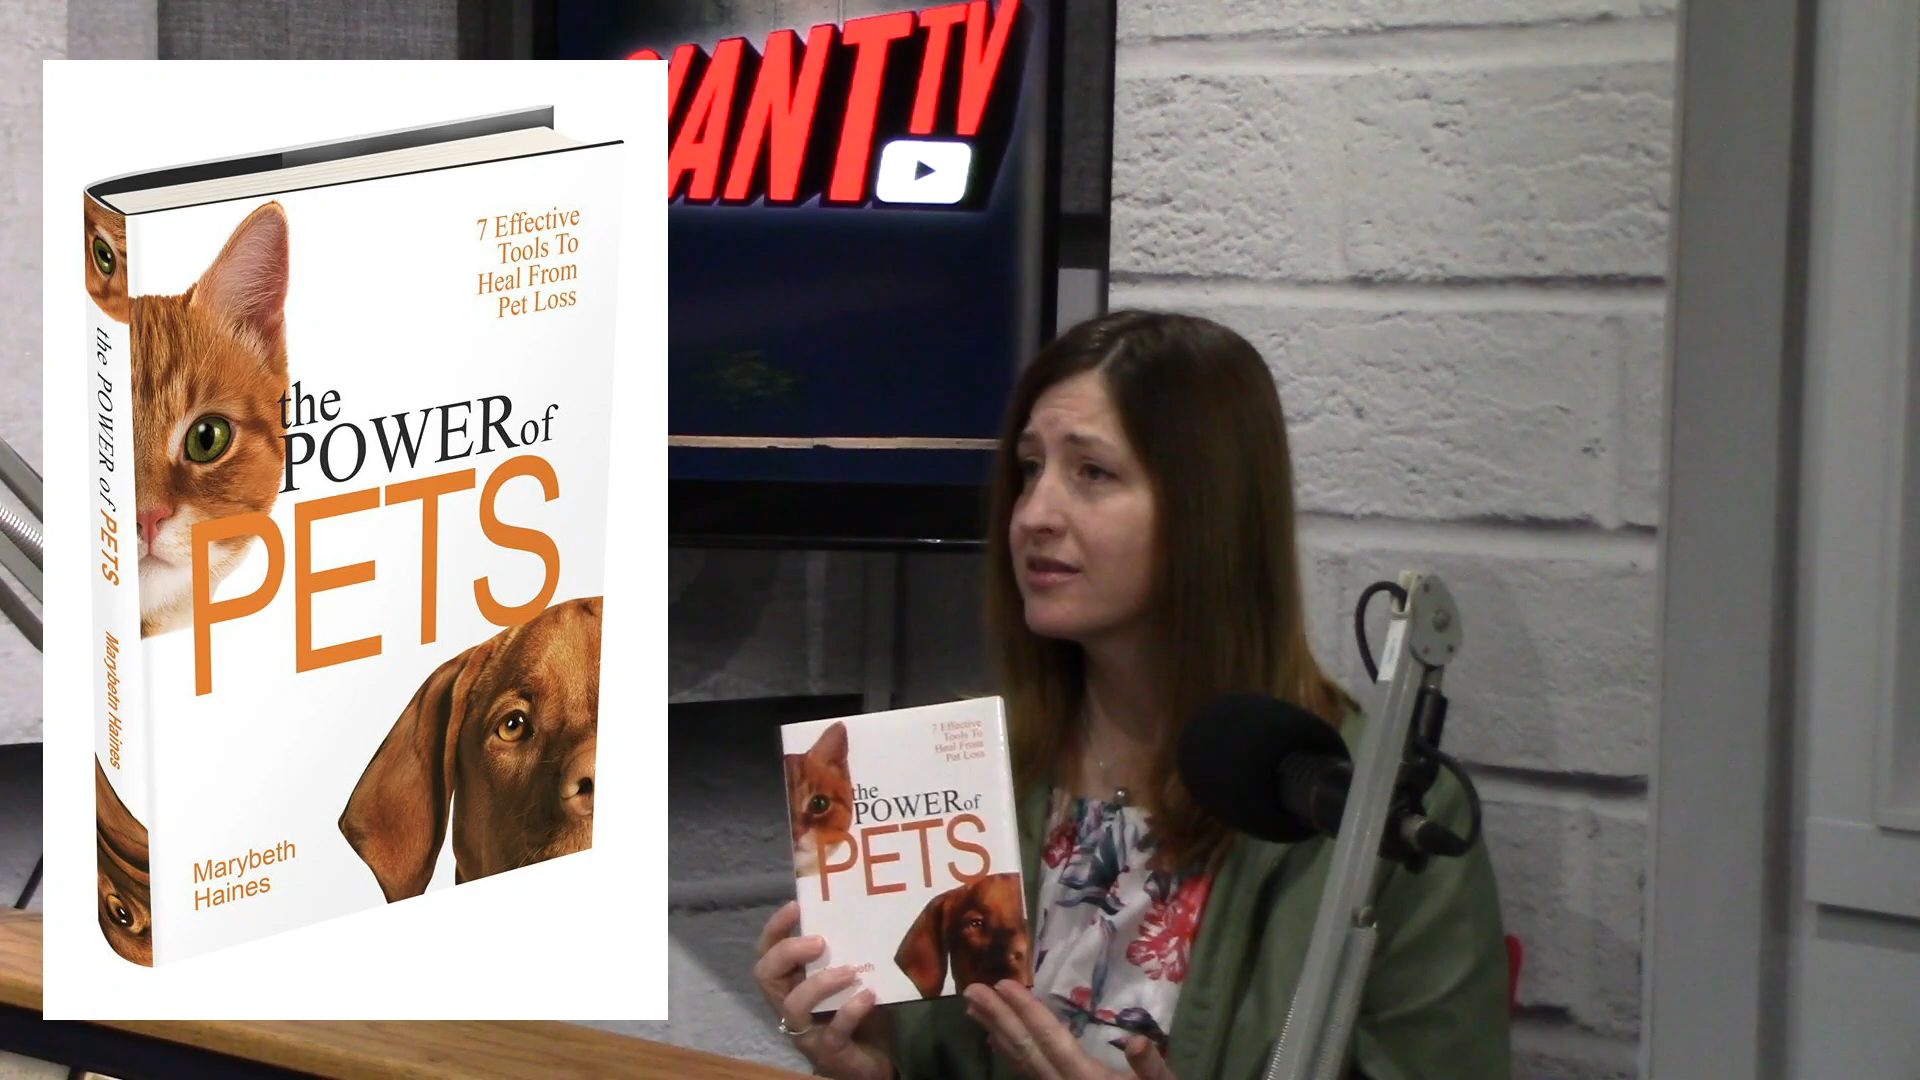 7 Effective
Tools To
Heal From
Pet Loss
the
POWER of
PETS
Marybeth
Haines
the POWER of PETS
Marybeth Haines
TV
7 Effective
Tools To
Heal From
Pet Loss
the
POWER of
PETS